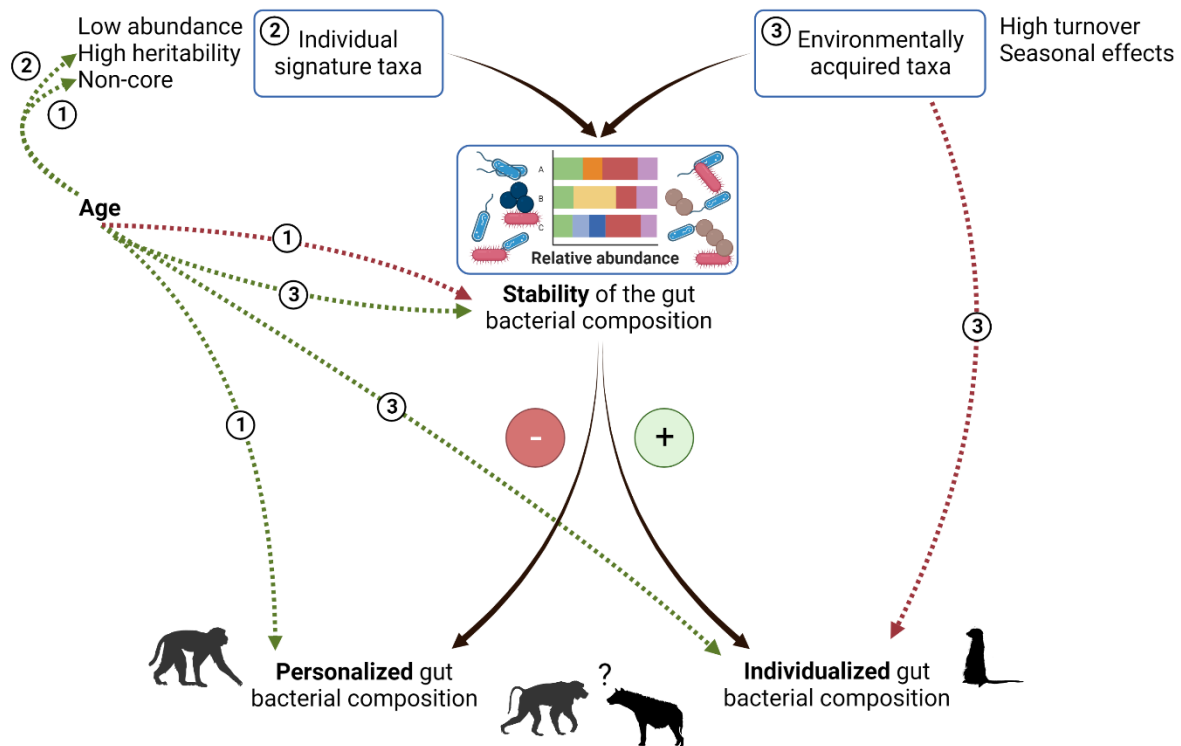 Low abundance
High heritability
Non-core
2
1
2 Individual
signature taxa
3 Environmentally
acquired taxa
High turnover
Seasonal effects
A
B
C
Relative abundance
Age
1
3
Stability of the gut
bacterial composition
3
3
1
-
+
Personalized gut
bacterial composition
?
Individualized gut
bacterial composition